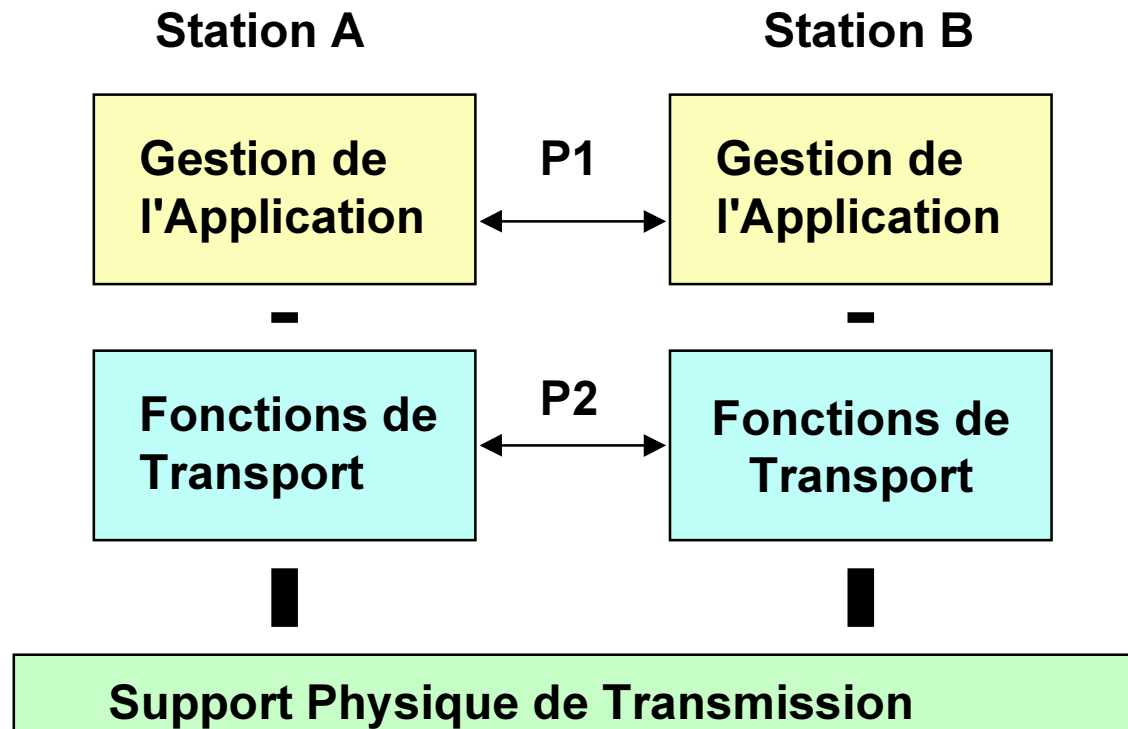 Station A
Station B
Gestion de
l'Application
P1
Gestion de
l'Application
Fonctions de
Transport
P2
Fonctions de
Transport
Support Physique de Transmission